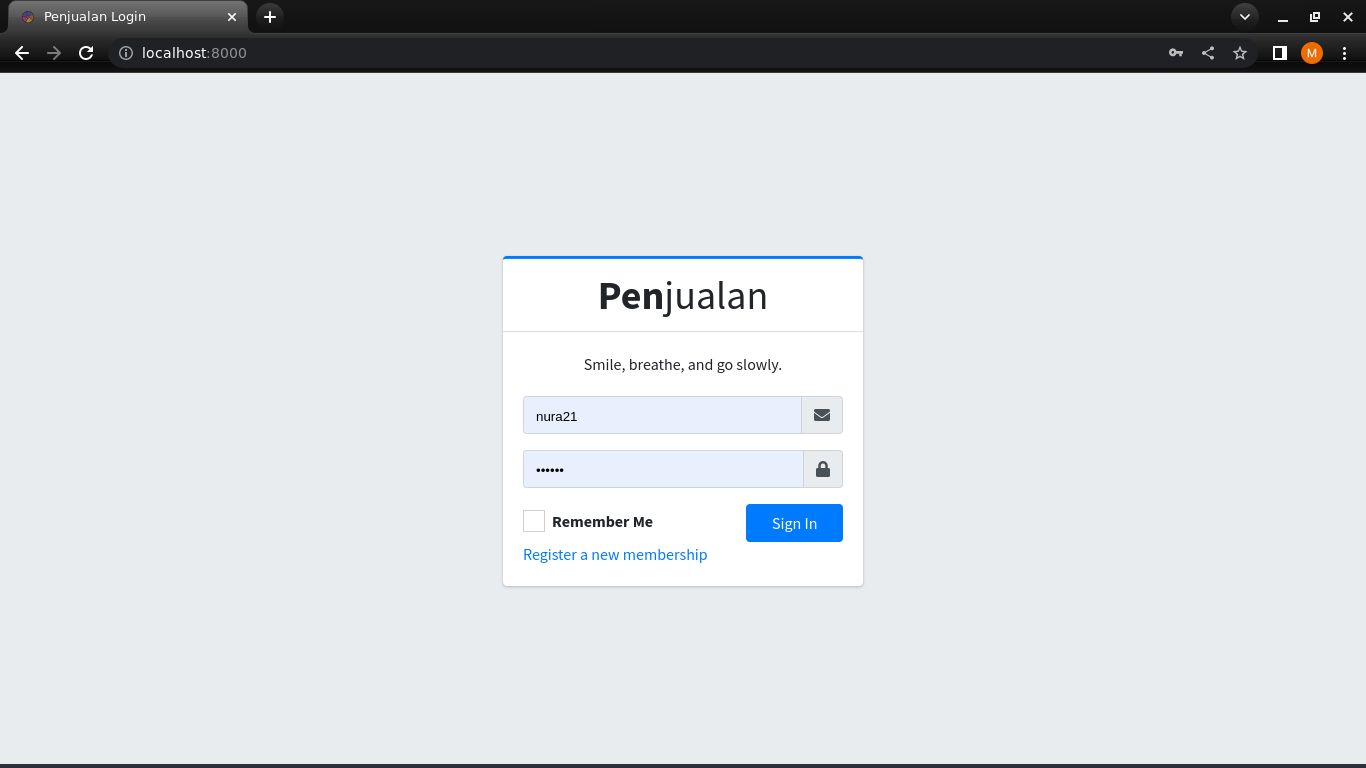 Penjualan Login
localhost:8000
M
Penjualan
Smile, breathe, and go slowly.
nura21
••••••
Remember Me
Sign In
Register a new membership